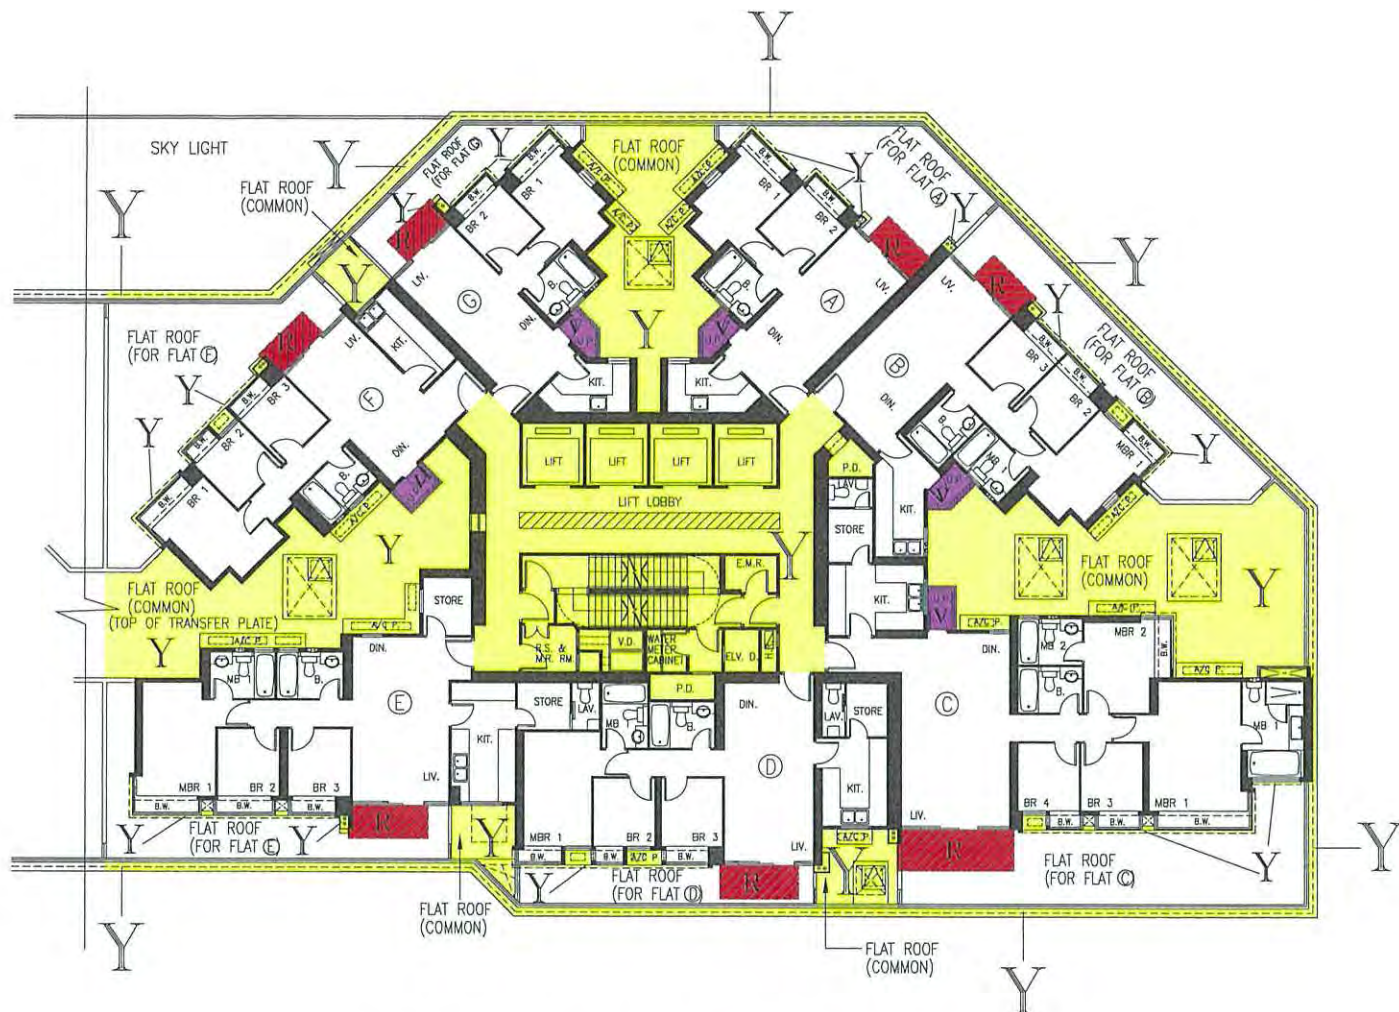 Y
SKY LIGHT
Y
FLAT ROOF
(COMMON)
Y
FLAT ROOF
(FOR FLAT Ⓖ)
Y
FLAT ROOF
(COMMON)
FLAT ROOF
(FOR FLAT Ⓐ)
Y
Y
Y
Y
Y
B.W.
BR 1
B.W.
BR 2
R
A/C P.
A/C P.
LIV.
Ⓖ
DIN.
B.
KIT.
Y
A/C P.
A/C P.
B.W.
BR 1
B.W.
BR 2
R
B.
Ⓐ
LIV.
DIN.
KIT.
Y
FLAT ROOF
(FOR FLAT Ⓕ)
Y
Y
R
LIV.
KIT.
Ⓕ
DIN.
B.W.
BR 3
B.W.
BR 2
B.W.
BR 1
B.
A/C P.
Y
LIV.
R
Y
B.W.
BR 3
B.W.
BR 2
B.W.
MBR 1
Ⓑ
DIN.
B.
MB 1
KIT.
FLAT ROOF
(FOR FLAT Ⓑ)
Y
A/C P.
LIFT
LIFT
LIFT
LIFT
LIFT LOBBY
P.D.
LAV.
STORE
KIT.
Y
E.M.R.
R.S. &
M.R. RM
V.D.
WATER
METER
CABINET
ELV. D.
H.R.
P.D.
FLAT ROOF
(COMMON)
Y
FLAT ROOF
(COMMON)
(TOP OF TRANSFER PLATE)
Y
STORE
A/C P.
A/C P.
DIN.
MB 1
B.
Ⓔ
KIT.
LIV.
MBR 1
BR 2
BR 3
B.W.
B.W.
B.W.
R
Y
Y
Y
FLAT ROOF
(FOR FLAT Ⓔ)
STORE
LAV.
MB 1
B.
DIN.
Ⓓ
LAV.
STORE
KIT.
MBR 1
BR 2
BR 3
LIV.
B.W.
B.W.
A/C P.
B.W.
R
Y
FLAT ROOF
(FOR FLAT Ⓓ)
A/C P.
Y
V
A/C P.
A/C P.
A/C P.
DIN.
MB 2
MBR 2
B.W.
B.
Ⓒ
MB 1
BR 4
BR 3
MBR 1
LIV.
B.W.
B.W.
B.W.
R
Y
FLAT ROOF
(FOR FLAT Ⓒ)
Y
FLAT ROOF
(COMMON)
FLAT ROOF
(COMMON)
Y
Y